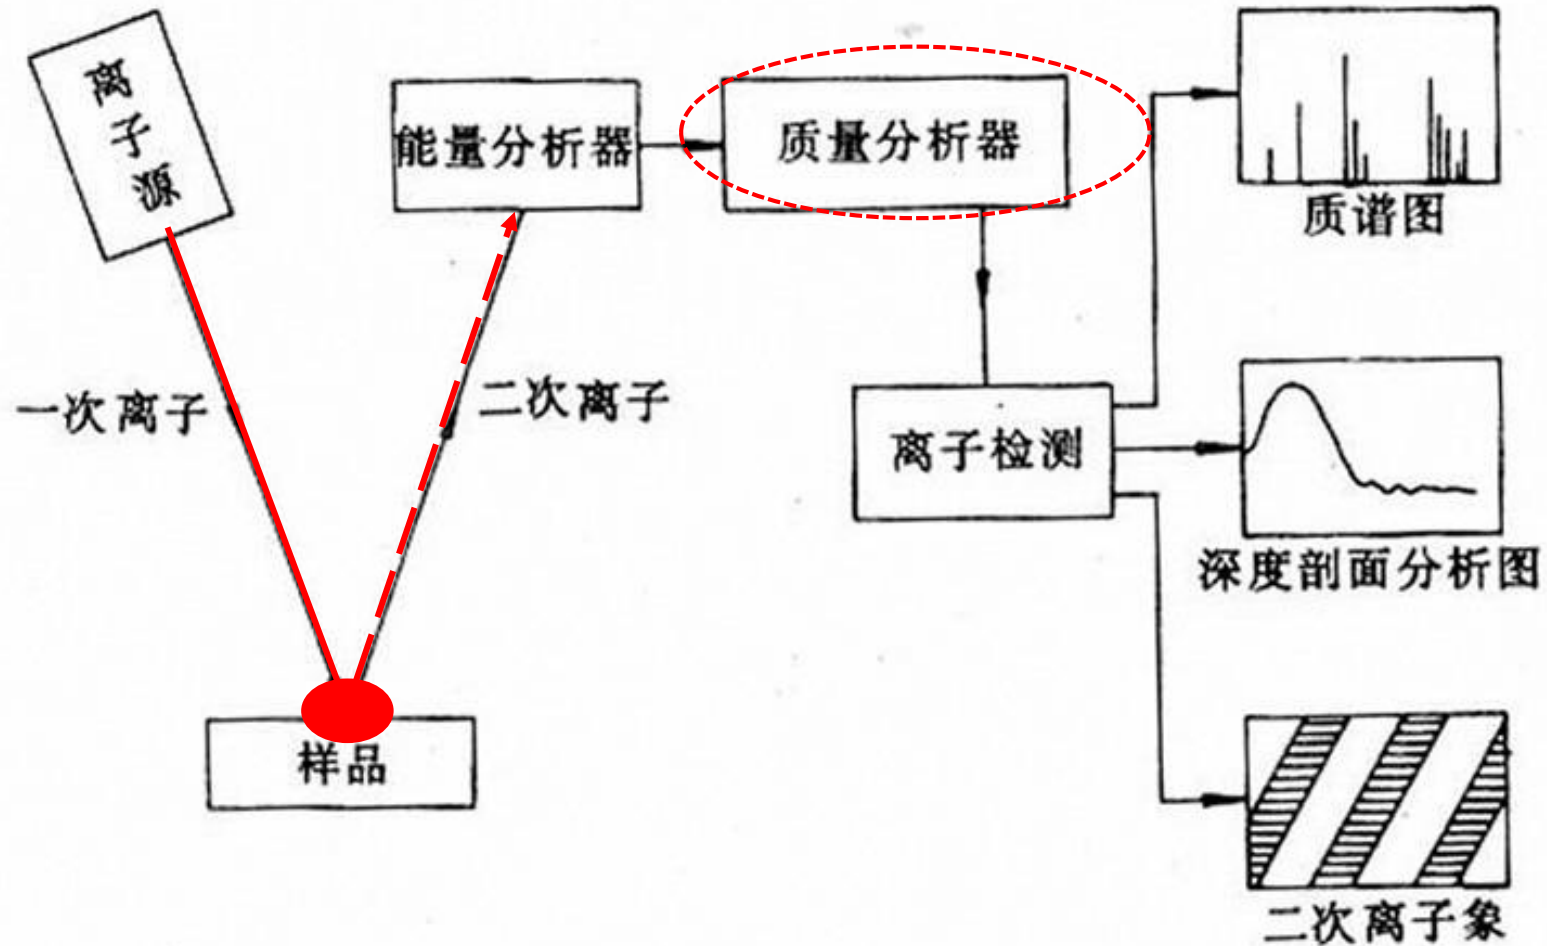 离子源
能量分析器
质量分析器
质谱图
一次离子
二次离子
离子检测
深度剖面分析图
样品
二次离子象